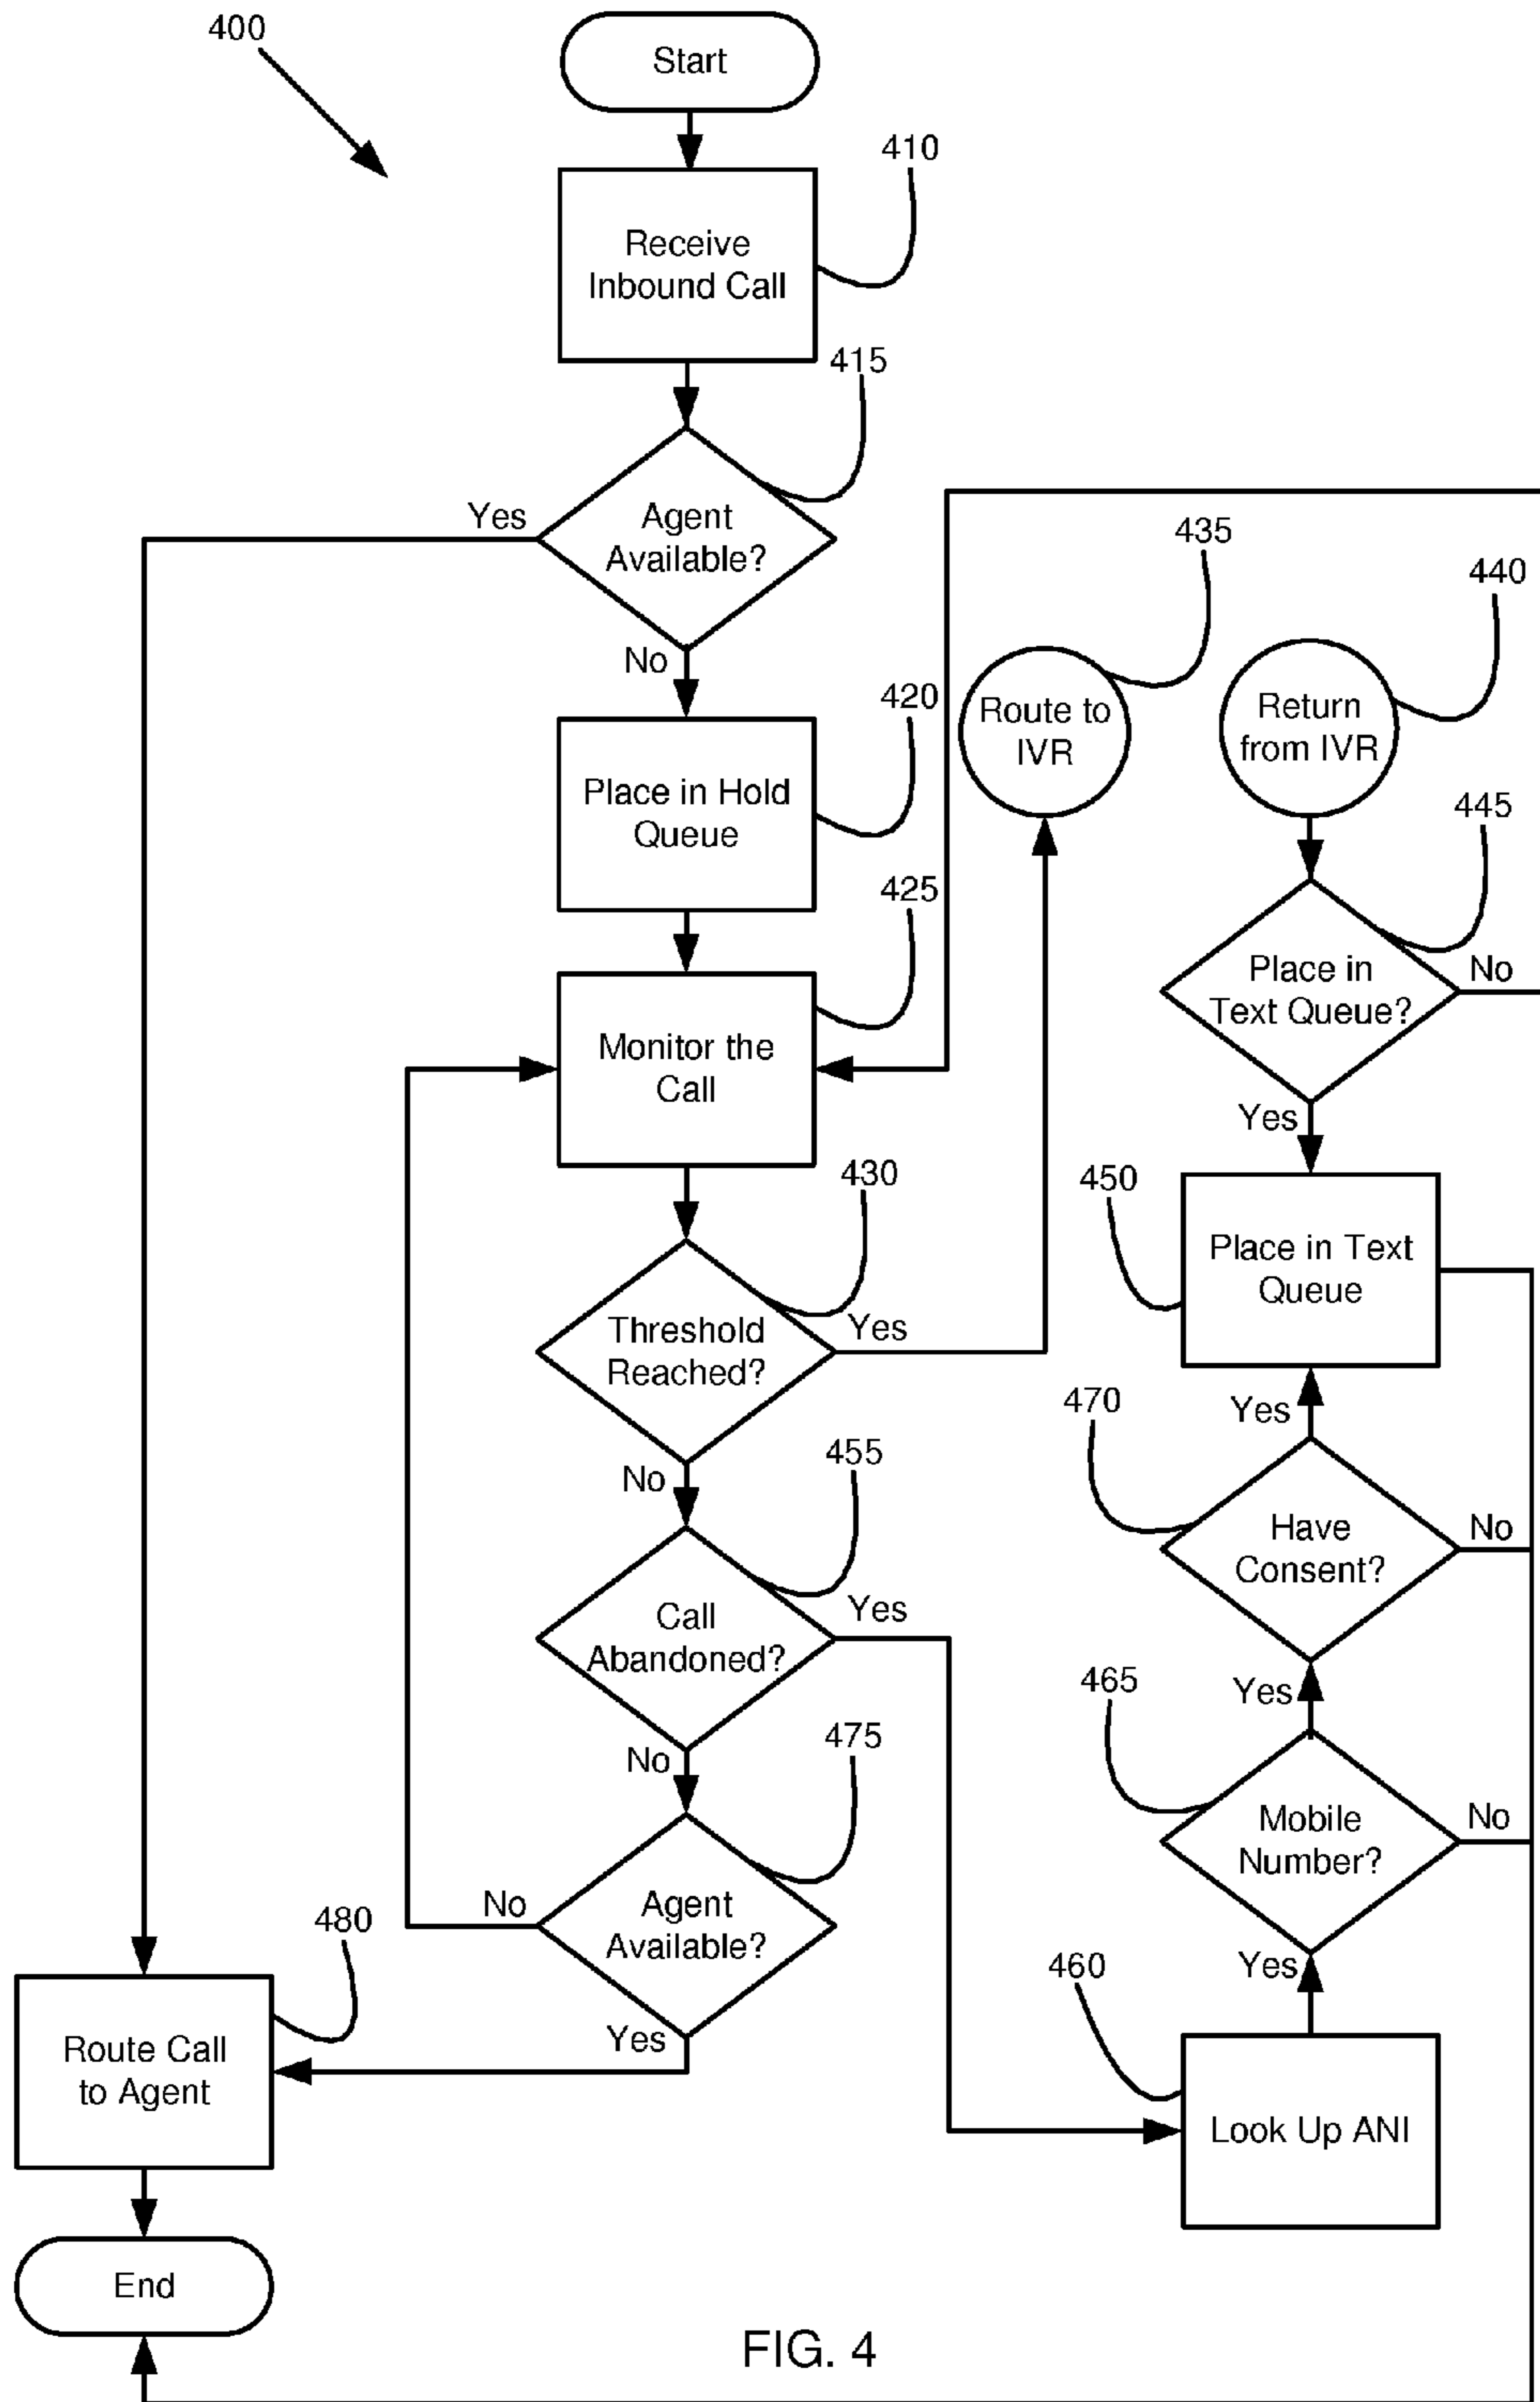 400
Start
410
Receive
Inbound Call
415
Yes
Agent
Available?
No
435
440
420
Route to
IVR
Return
from IVR
Place in Hold
Queue
445
425
Place in
Text Queue?
No
Monitor the
Call
Yes
430
450
Place in Text
Queue
Threshold
Reached?
Yes
470
Yes
No
455
Have
Consent?
No
Call
Abandoned?
Yes
465
Yes
No
475
Mobile
Number?
No
No
Agent
Available?
480
460
Yes
Yes
Route Call
to Agent
Look Up ANI
End
FIG. 4